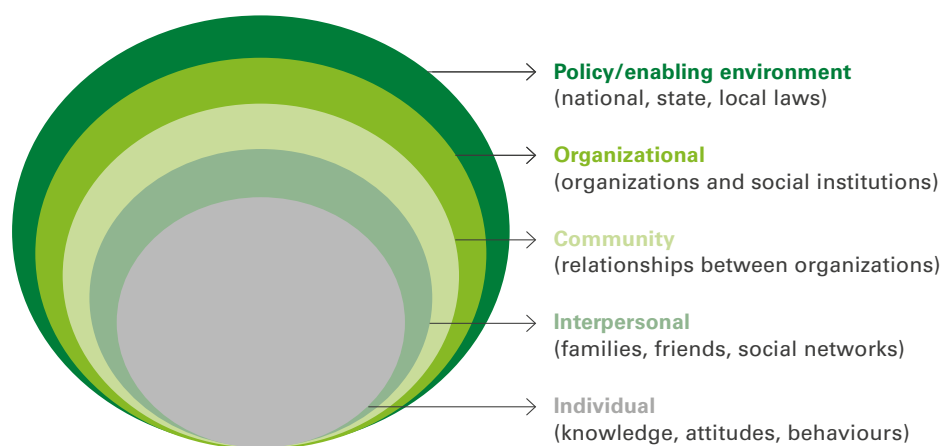 Policy/enabling environment
(national, state, local laws)
Organizational
(organizations and social institutions)
Community
(relationships between organizations)
Interpersonal
(families, friends, social networks)
Individual
(knowledge, attitudes, behaviours)